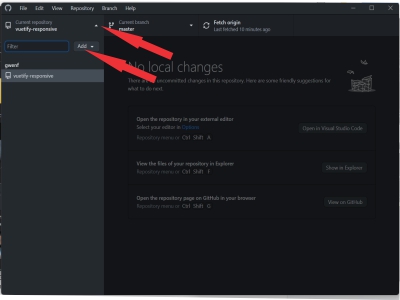 File Edit View Repository Branch Help
Current repository
vuetify-responsive
Current branch
master
Fetch origin
Last fetched 10 minutes ago
Filter
Add
gwenf
vuetify-responsive
No local changes
There are uncommitted changes in this repository. Here are some friendly suggestions for
what to do next.
Open the repository in your external editor
Select your editor in Options
Repository menu or Ctrl Shift A
Open in Visual Studio Code
View the files of your repository in Explorer
Repository menu or Ctrl Shift F
Show in Explorer
Open the repository page on GitHub in your browser
Repository menu or Ctrl Shift G
View on GitHub